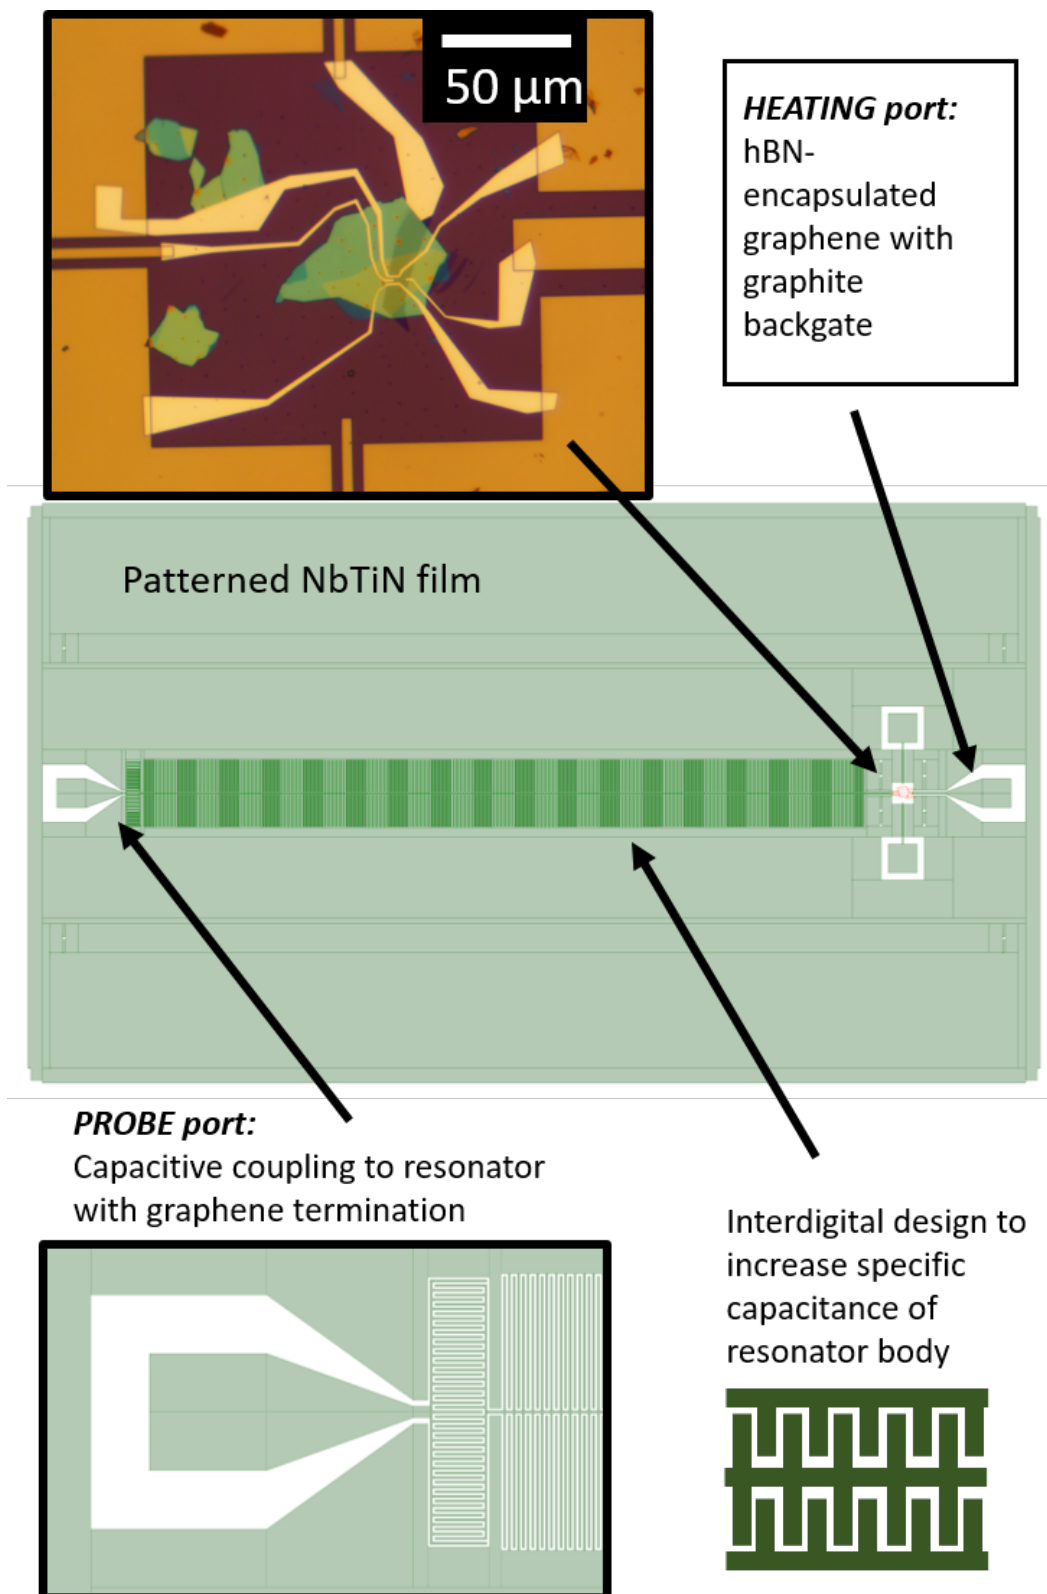 50 µm
HEATING port:
hBN-
encapsulated
graphene with
graphite
backgate
Patterned NbTiN film
PROBE port:
Capacitive coupling to resonator
with graphene termination
Interdigital design to
increase specific
capacitance of
resonator body